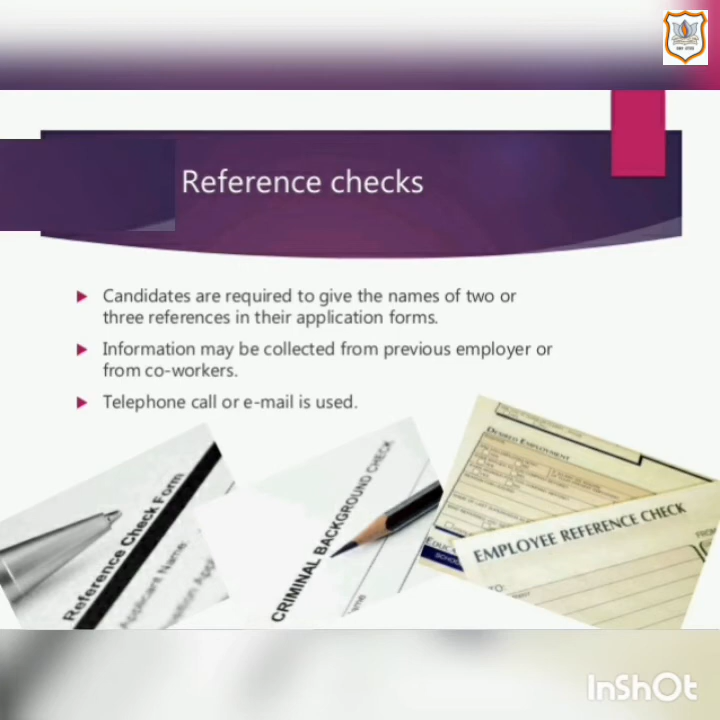 Reference checks
Candidates are required to give the names of two or
three references in their application forms.
Information may be collected from previous employer or
from co-workers.
Telephone call or e-mail is used.
Reference Check Form
Applicant Name:
CRIMINAL BACKGROUND CHECK
DESIRED EMPLOYMENT
EMPLOYEE REFERENCE CHECK
TO:
InShOt